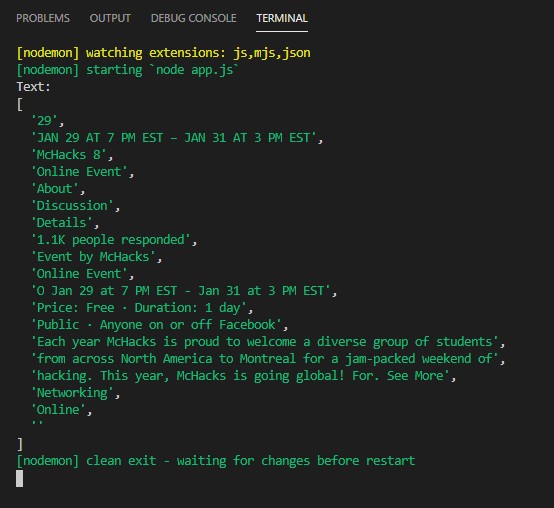 PROBLEMS OUTPUT DEBUG CONSOLE TERMINAL
[nodemon] watching extensions: js,mjs,json
[nodemon] starting `node app.js`
Text:
[
'29',
'JAN 29 AT 7 PM EST – JAN 31 AT 3 PM EST',
'McHacks 8',
'Online Event',
'About',
'Discussion',
'Details',
'1.1K people responded',
'Event by McHacks',
'Online Event',
'O Jan 29 at 7 PM EST - Jan 31 at 3 PM EST',
'Price: Free · Duration: 1 day',
'Public · Anyone on or off Facebook',
'Each year McHacks is proud to welcome a diverse group of students',
'from across North America to Montreal for a jam-packed weekend of',
'hacking. This year, McHacks is going global! For. See More',
'Networking',
'Online',
''
]
[nodemon] clean exit - waiting for changes before restart